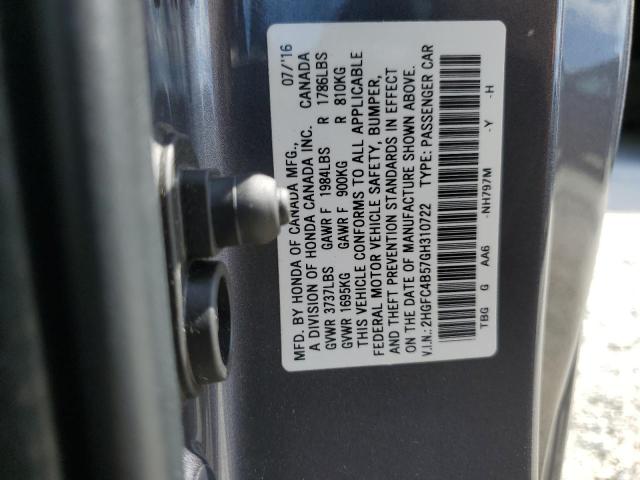 MFD. BY HONDA OF CANADA MFG., 07/'16
A DIVISION OF HONDA CANADA INC. CANADA
GVWR 3737LBS GAWR F 1984LBS R 1786LBS
GVWR 1695KG GAWR F 900KG R 810KG
THIS VEHICLE CONFORMS TO ALL APPLICABLE
FEDERAL MOTOR VEHICLE SAFETY, BUMPER,
AND THEFT PREVENTION STANDARDS IN EFFECT
ON THE DATE OF MANUFACTURE SHOWN ABOVE.
V.I.N.: 2HGFC4B57GH310722 TYPE: PASSENGER CAR
TBG G AA6 -NH797M -Y -H